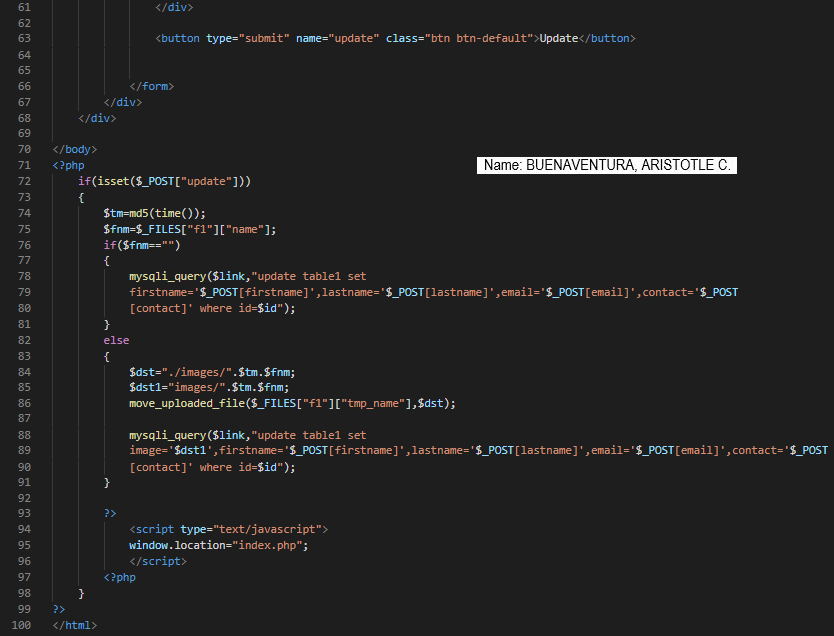 61 </div>
62
63 <button type="submit" name="update" class="btn btn-default">Update</button>
64
65
66 </form>
67 </div>
68 </div>
69
70 </body>
71 <?php
Name: BUENAVENTURA, ARISTOTLE C.
72 if(isset($_POST["update"]))
73 {
74 $tm=md5(time());
75 $fnm=$_FILES["f1"]["name"];
76 if($fnm=="")
77 {
78 mysqli_query($link,"update table1 set
79 firstname='$_POST[firstname]',lastname='$_POST[lastname]',email='$_POST[email]',contact='$_POST
80 [contact]' where id=$id");
81 }
82 else
83 {
84 $dst="./images/".$tm.$fnm;
85 $dst1="images/".$tm.$fnm;
86 move_uploaded_file($_FILES["f1"]["tmp_name"],$dst);
87
88 mysqli_query($link,"update table1 set
89 image='$dst1',firstname='$_POST[firstname]',lastname='$_POST[lastname]',email='$_POST[email]',contact='$_POST
90 [contact]' where id=$id");
91 }
92
93 ?>
94 <script type="text/javascript">
95 window.location="index.php";
96 </script>
97 <?php
98 }
99 ?>
100 </html>